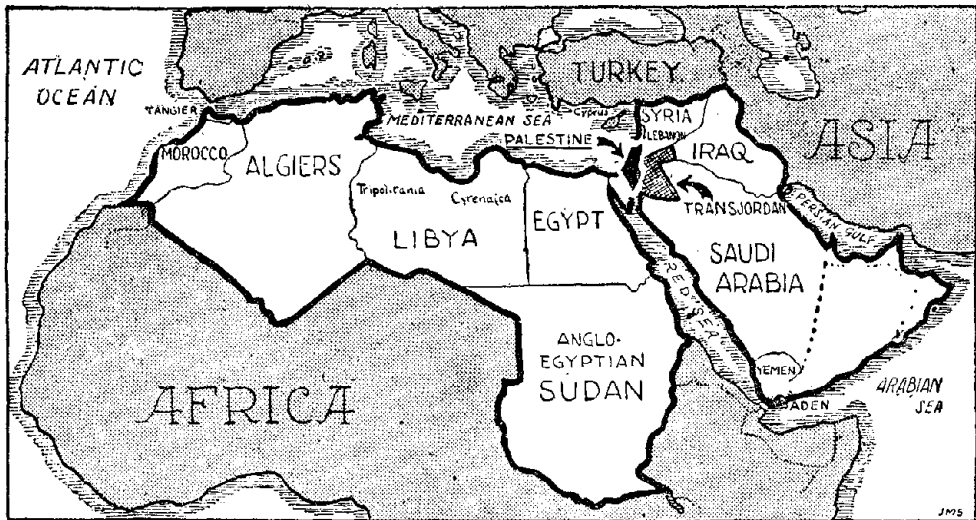 ATLANTIC
OCEAN
TANGIER
MOROCCO
ALGIERS
MEDITERRANEAN SEA
Cyprus
TURKEY
SYRIA
LEBANON
PALESTINE
IRAQ
ASIA
TRANSJORDAN
PERSIAN GULF
Tripolitania
Cyrenaica
LIBYA
EGYPT
SAUDI
ARABIA
RED SEA
ANGLO-
EGYPTIAN
SUDAN
AFRICA
YEMEN
ADEN
ARABIAN
SEA
JMS